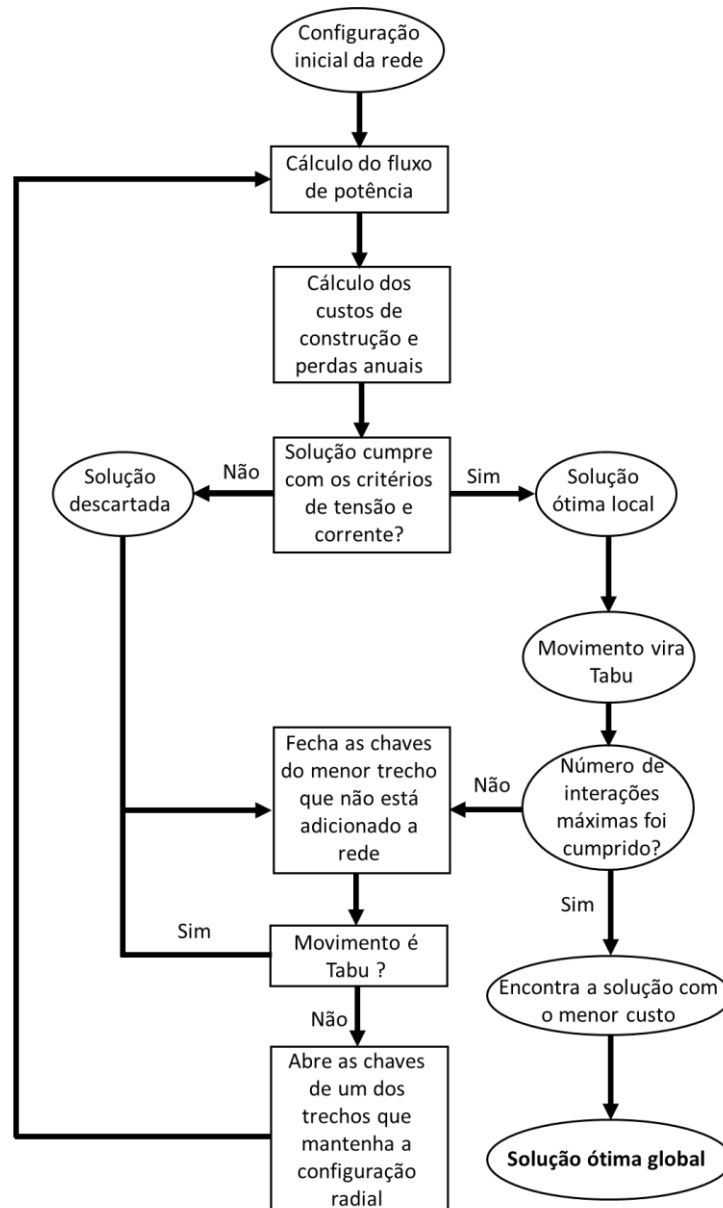 Configuração
inicial da rede
Cálculo do fluxo
de potência
Cálculo dos
custos de
construção e
perdas anuais
Solução cumpre
com os critérios
de tensão e
corrente?
Não
Sim
Solução
descartada
Solução
ótima local
Movimento vira
Tabu
Fecha as chaves
do menor trecho
que não está
adicionado a
rede
Não
Número de
interações
máximas foi
cumprido?
Sim
Sim
Movimento é
Tabu ?
Não
Encontra a solução com
o menor custo
Abre as chaves
de um dos
trechos que
mantenha a
configuração
radial
Solução ótima global